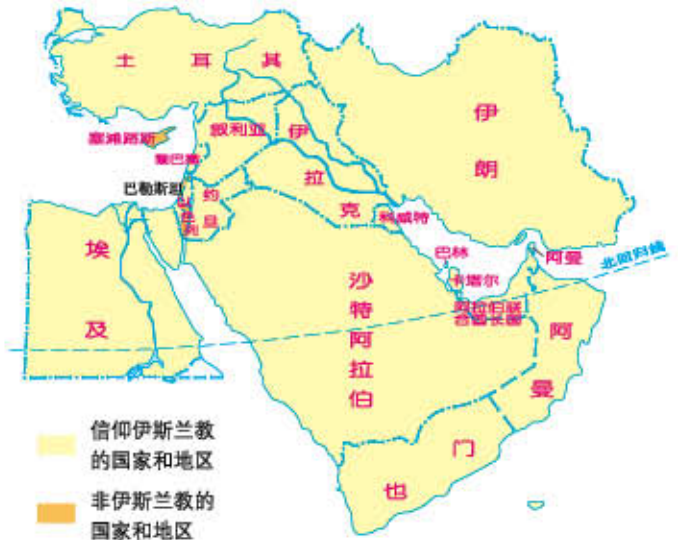 土耳其
塞浦路斯
叙利亚
伊拉克
伊朗
黎巴嫩
巴勒斯坦
以色列
约旦
科威特
埃及
巴林
阿曼
北回归线
卡塔尔
沙特阿拉伯
阿拉伯联
合酋长国
阿曼
也门
信仰伊斯兰教
的国家和地区
非伊斯兰教的
国家和地区